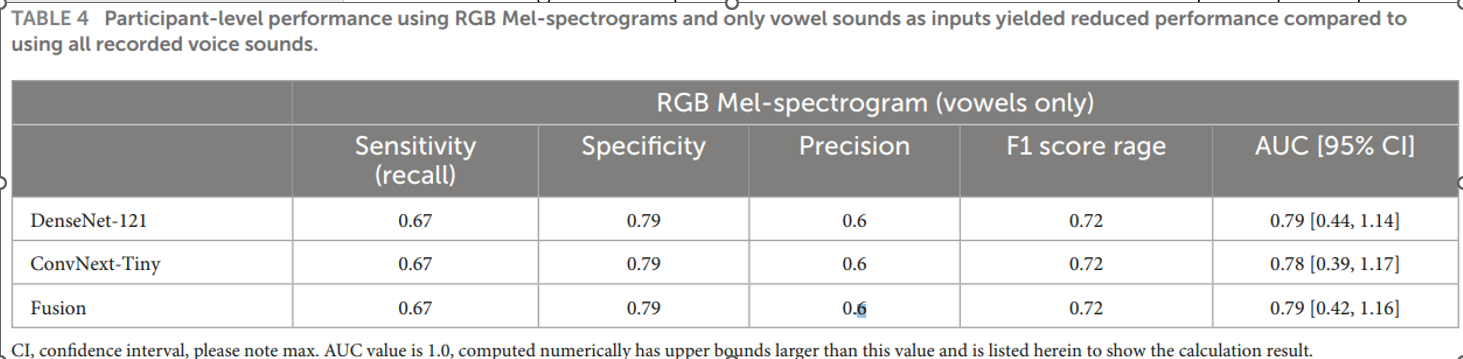 TABLE 4 Participant-level performance using RGB Mel-spectrograms and only vowel sounds as inputs yielded reduced performance compared to
using all recorded voice sounds.
RGB Mel-spectrogram (vowels only)
Sensitivity (recall) Specificity Precision F1 score rage AUC [95% CI]
DenseNet-121 0.67 0.79 0.6 0.72 0.79 [0.44, 1.14]
ConvNext-Tiny 0.67 0.79 0.6 0.72 0.78 [0.39, 1.17]
Fusion 0.67 0.79 0.6 0.72 0.79 [0.42, 1.16]
CI, confidence interval, please note max. AUC value is 1.0, computed numerically has upper bounds larger than this value and is listed herein to show the calculation result.